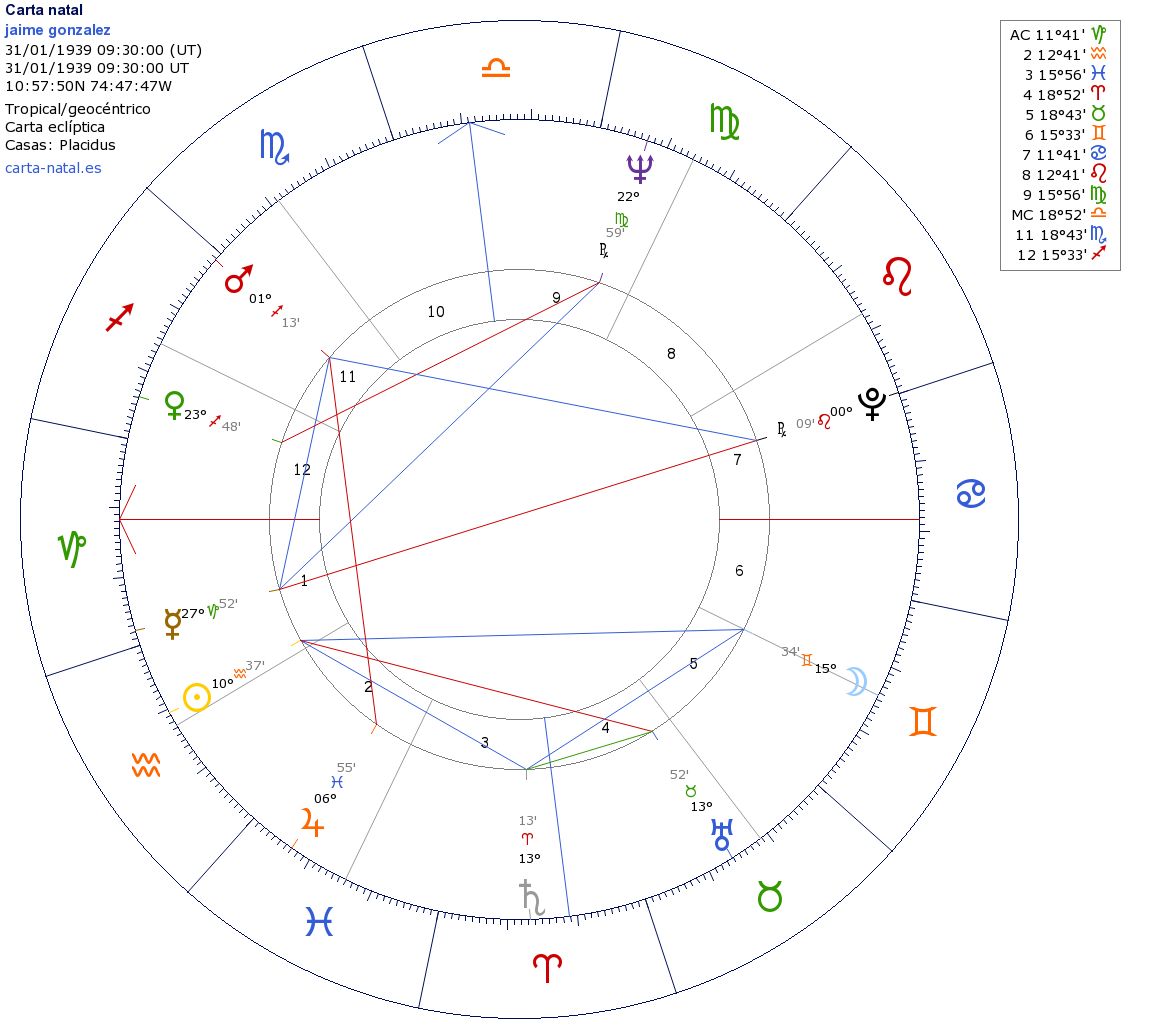 Carta natal
jaime gonzalez
31/01/1939 09:30:00 (UT)
31/01/1939 09:30:00 UT
10:57:50N 74:47:47W
Tropical/geocéntrico
Carta eclíptica
Casas: Placidus
carta-natal.es
AC 11°41' ♑
2 12°41' ♒
3 15°56' ♓
4 18°52' ♈
5 18°43' ♉
6 15°33' ♊
7 11°41' ♋
8 12°41' ♌
9 15°56' ♍
MC 18°52' ♎
11 18°43' ♏
12 15°33' ♐
♎
♍
♏
♆
22°
♍
59'
℞
♌
♂ 01° ♐ 13'
9
10
♐
8
11
♀ 23° ♐ 48'
℞ 09' ♌ 00° ♇
7
12
♋
♑
6
1
☿ 27° ♑ 52'
34' ♊ 15° ☽
5
☉ 10° ♒ 37'
2
♊
4
3
♒
55'
♓
06°
♃
52'
♉
13°
♅
13'
♈
13°
♄
♉
♓
♈